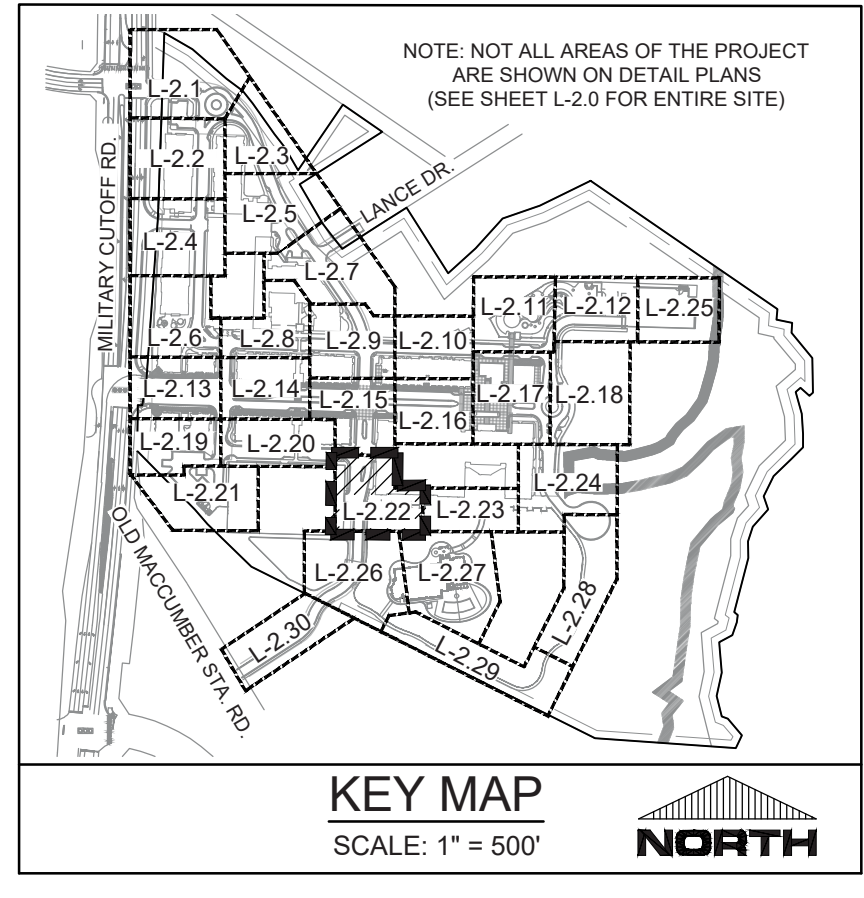 NOTE: NOT ALL AREAS OF THE PROJECT
ARE SHOWN ON DETAIL PLANS
(SEE SHEET L-2.0 FOR ENTIRE SITE)
MILITARY CUTOFF RD.
LANCE DR.
OLD MACCUMBER STA. RD.
L-2.1
L-2.2
L-2.3
L-2.4
L-2.5
L-2.7
L-2.6
L-2.8
L-2.9
L-2.10
L-2.11
L-2.12
L-2.25
L-2.13
L-2.14
L-2.15
L-2.16
L-2.17
L-2.18
L-2.19
L-2.20
L-2.21
L-2.22
L-2.23
L-2.24
L-2.26
L-2.27
L-2.28
L-2.29
L-2.30
KEY MAP
SCALE: 1" = 500'
NORTH